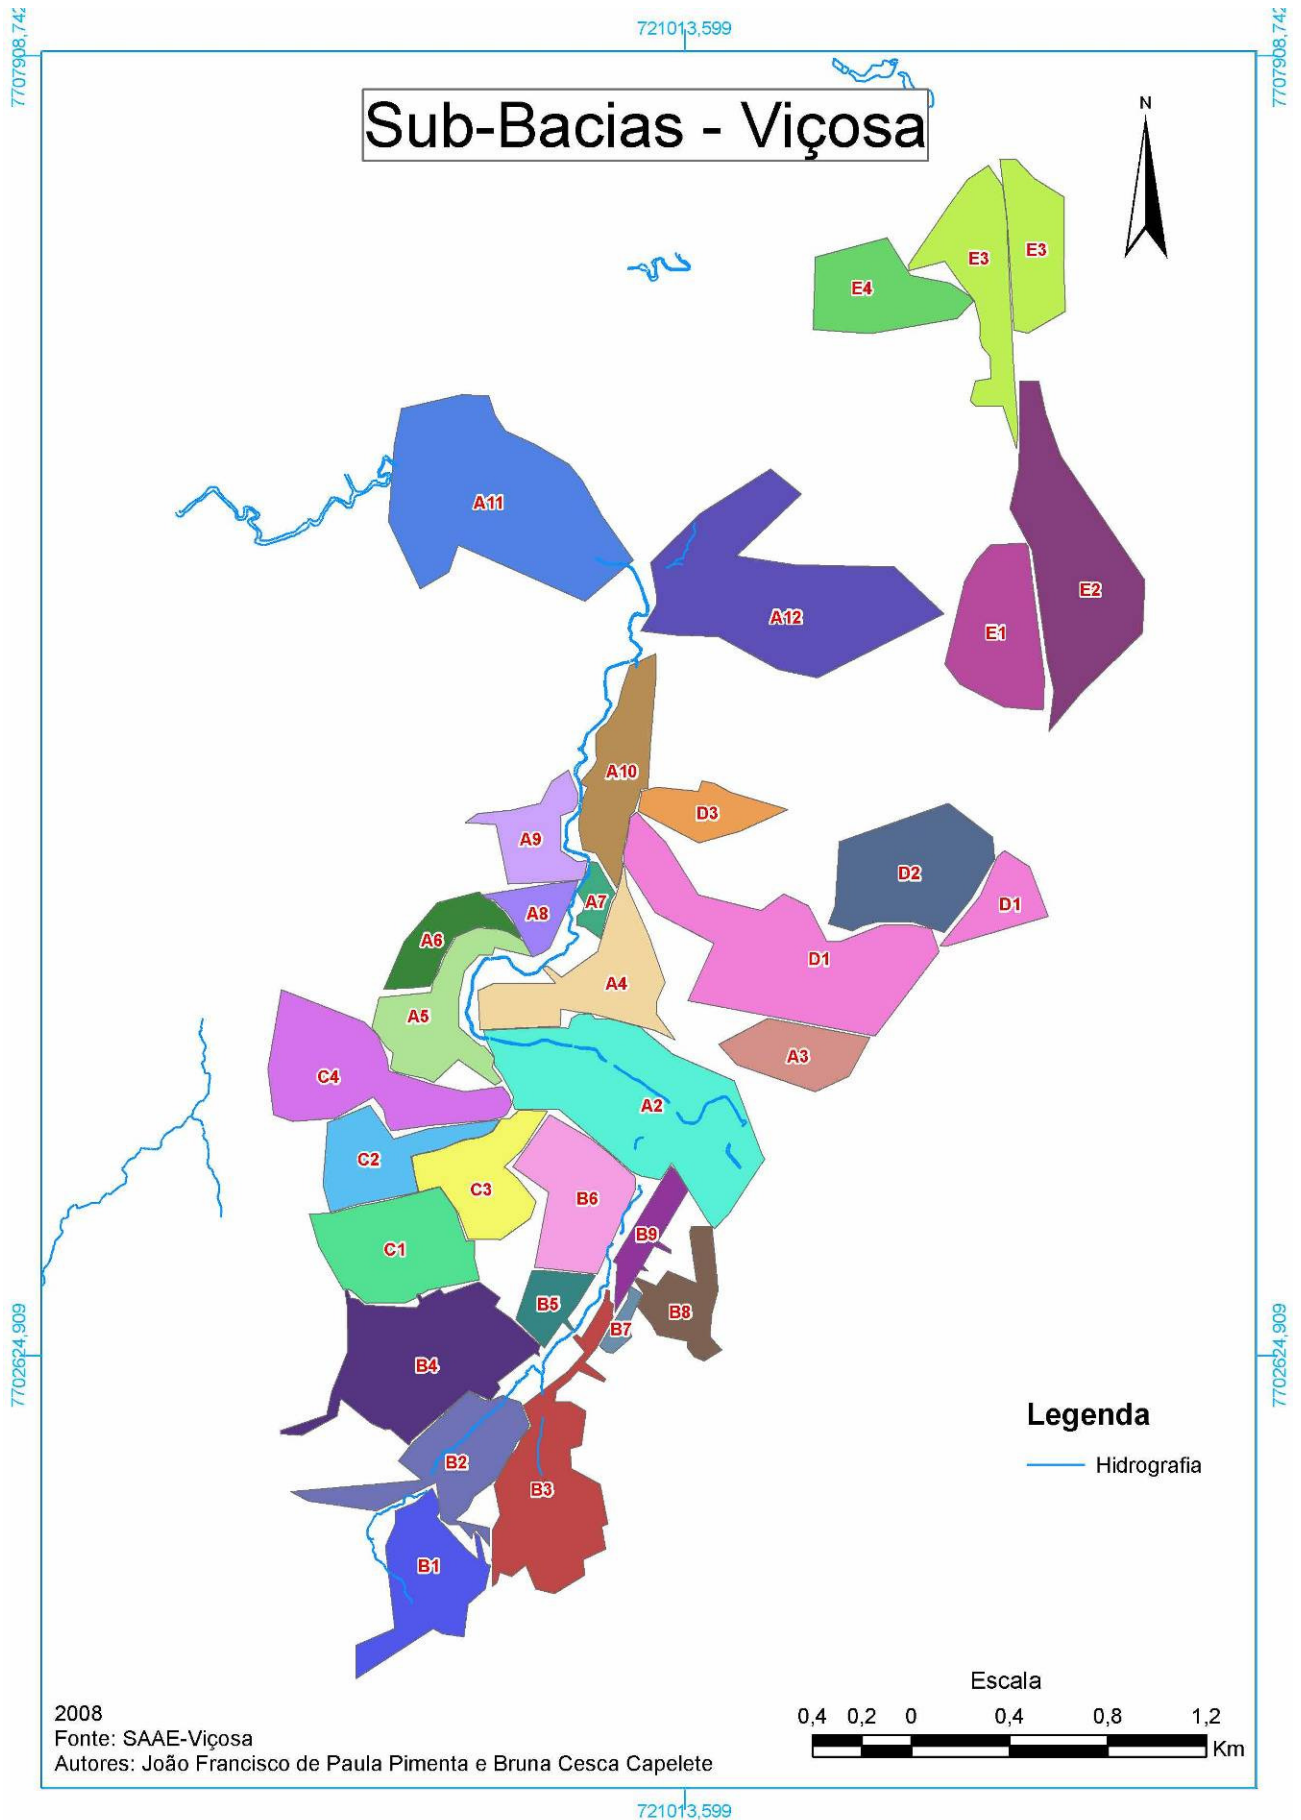 721013,599
7707908,742
7707908,742
Sub-Bacias - Viçosa
N
E3
E3
E4
A11
E2
A12
E1
A10
D3
A9
D2
A7
D1
A8
A6
D1
A4
A5
A3
C4
A2
C2
C3
B6
B9
C1
B5
B8
B7
B4
7702624,909
7702624,909
Legenda
Hidrografia
B2
B3
B1
Escala
0,4 0,2 0 0,4 0,8 1,2
Km
2008
Fonte: SAAE-Viçosa
Autores: João Francisco de Paula Pimenta e Bruna Cesca Capelete
721013,599